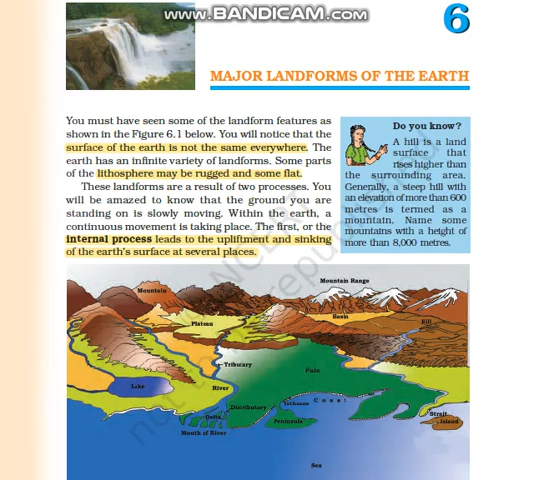 www.BANDICAM.com
6
MAJOR LANDFORMS OF THE EARTH
You must have seen some of the landform features as
shown in the Figure 6.1 below. You will notice that the
surface of the earth is not the same everywhere. The
earth has an infinite variety of landforms. Some parts
of the lithosphere may be rugged and some flat.
These landforms are a result of two processes. You
will be amazed to know that the ground you are
standing on is slowly moving. Within the earth, a
continuous movement is taking place. The first, or the
internal process leads to the upliftment and sinking
of the earth's surface at several places.
Do you know?
A hill is a land
surface that
rises higher than
the surrounding area.
Generally, a steep hill with
an elevation of more than 600
metres is termed as a
mountain. Name some
mountains with a height of
more than 8,000 metres.
Mountain Range
Mountain
Basin
Plateau
Hill
Tributary
Plain
Lake
River
Isthmus
Coast
Distributary
Delta
Strait
Peninsula
Island
Mouth of River
Sea